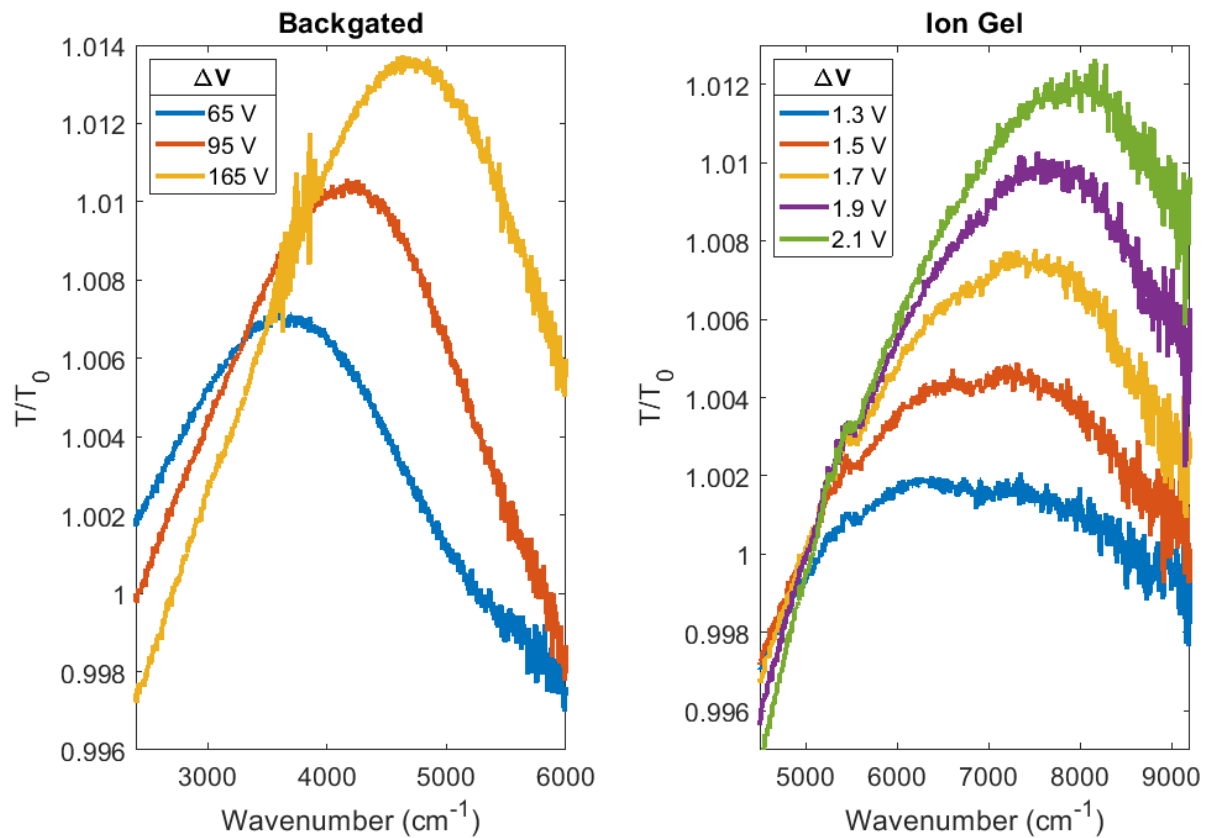 Backgated
1.014
1.012
1.01
1.008
1.006
1.004
1.002
1
0.998
0.996
T/T0
ΔV
65 V
95 V
165 V
3000 4000 5000 6000
Wavenumber (cm-1)
Ion Gel
1.012
1.01
1.008
1.006
1.004
1.002
1
0.998
0.996
T/T0
ΔV
1.3 V
1.5 V
1.7 V
1.9 V
2.1 V
5000 6000 7000 8000 9000
Wavenumber (cm-1)